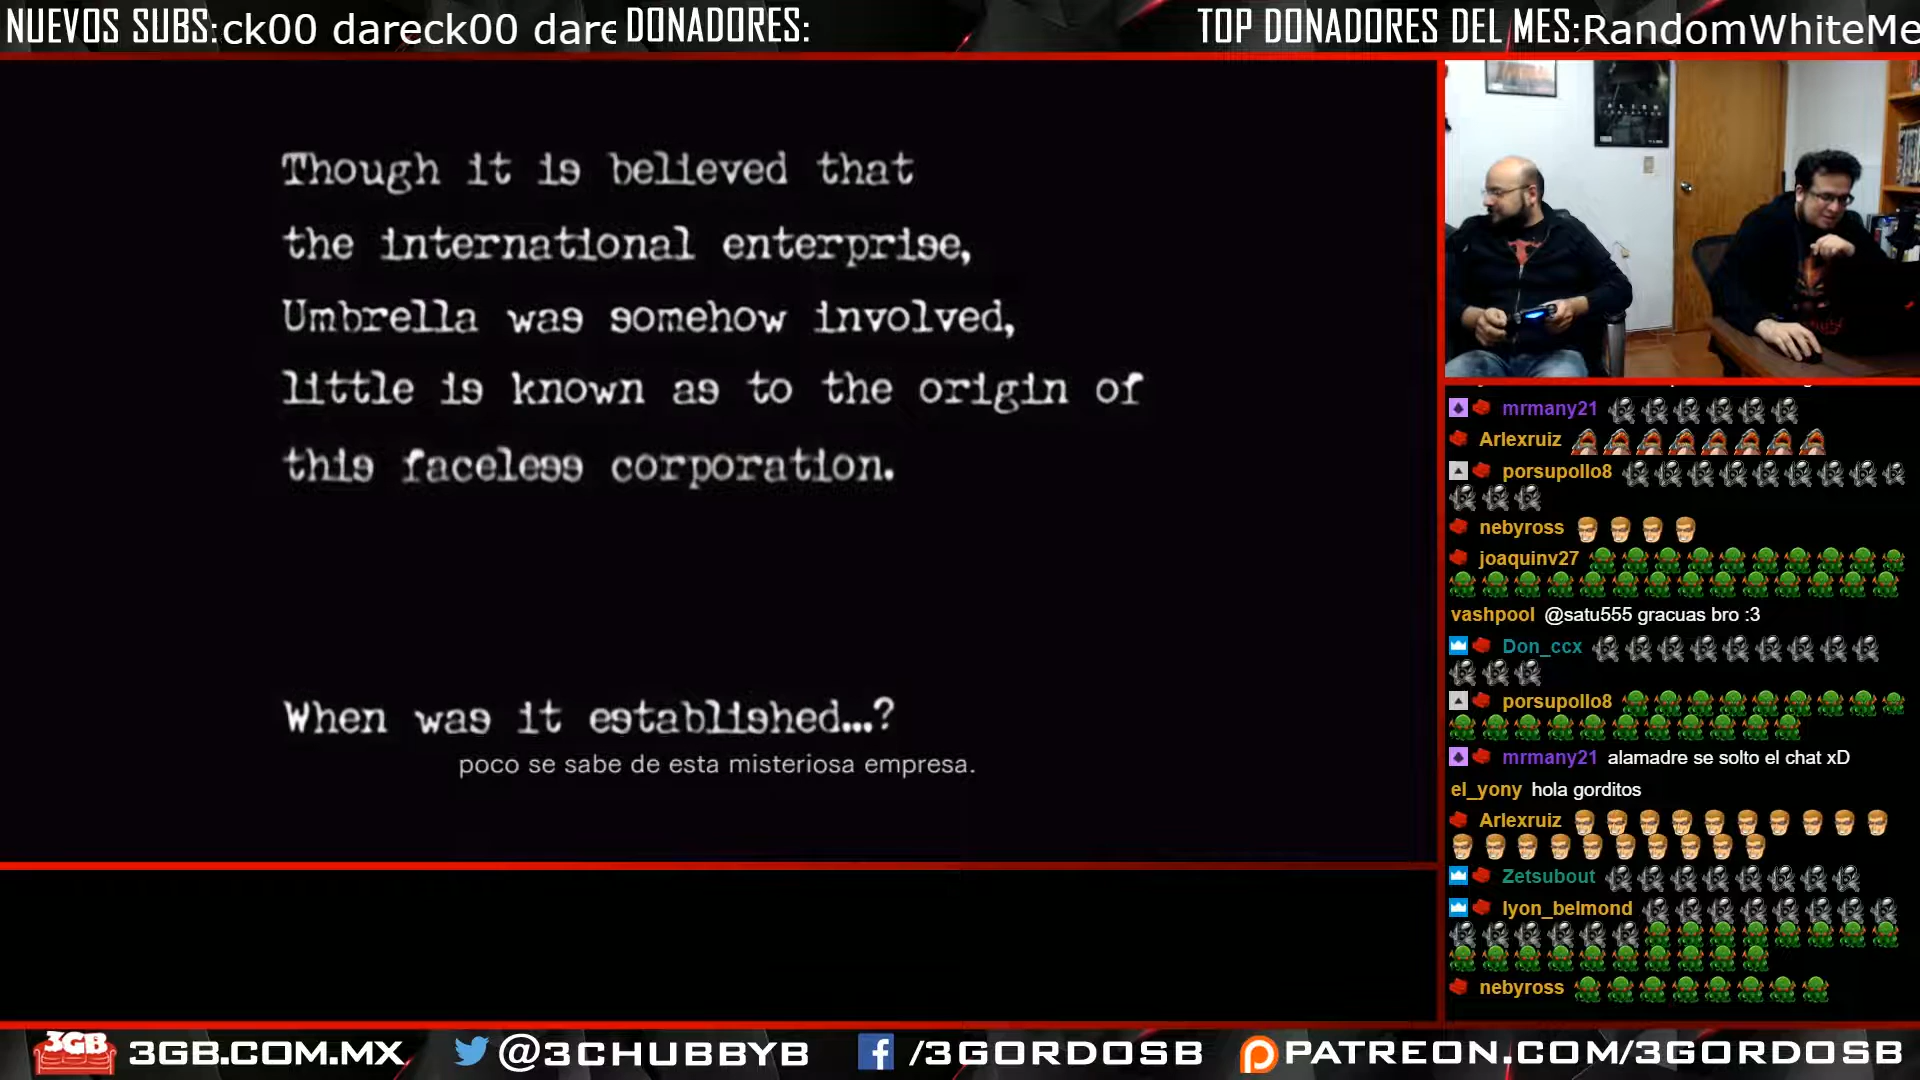 NUEVOS SUBS: ck00 dareck00 dare DONADORES: TOP DONADORES DEL MES: RandomWhiteMe
Though it is believed that
the international enterprise,
Umbrella was somehow involved,
little is known as to the origin of
this faceless corporation.
When was it established...?
poco se sabe de esta misteriosa empresa.
ALIEN
mrmany21
Arlexruiz
porsupollo8
nebyross
joaquinv27
vashpool @satu555 gracuas bro :3
Don_ccx
porsupollo8
mrmany21 alamadre se solto el chat xD
el_yony hola gorditos
Arlexruiz
Zetsubout
lyon_belmond
nebyross
3GB 3GB.COM.MX @3CHUBBYB /3GORDOSB PATREON.COM/3GORDOSB